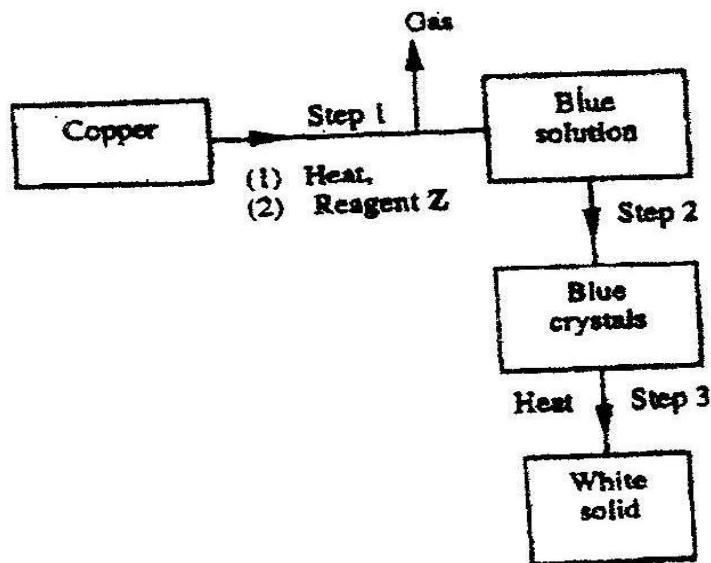 Gas
Copper
Step 1
(1) Heat,
(2) Reagent Z
Blue
solution
Step 2
Blue
crystals
Heat
Step 3
White
solid